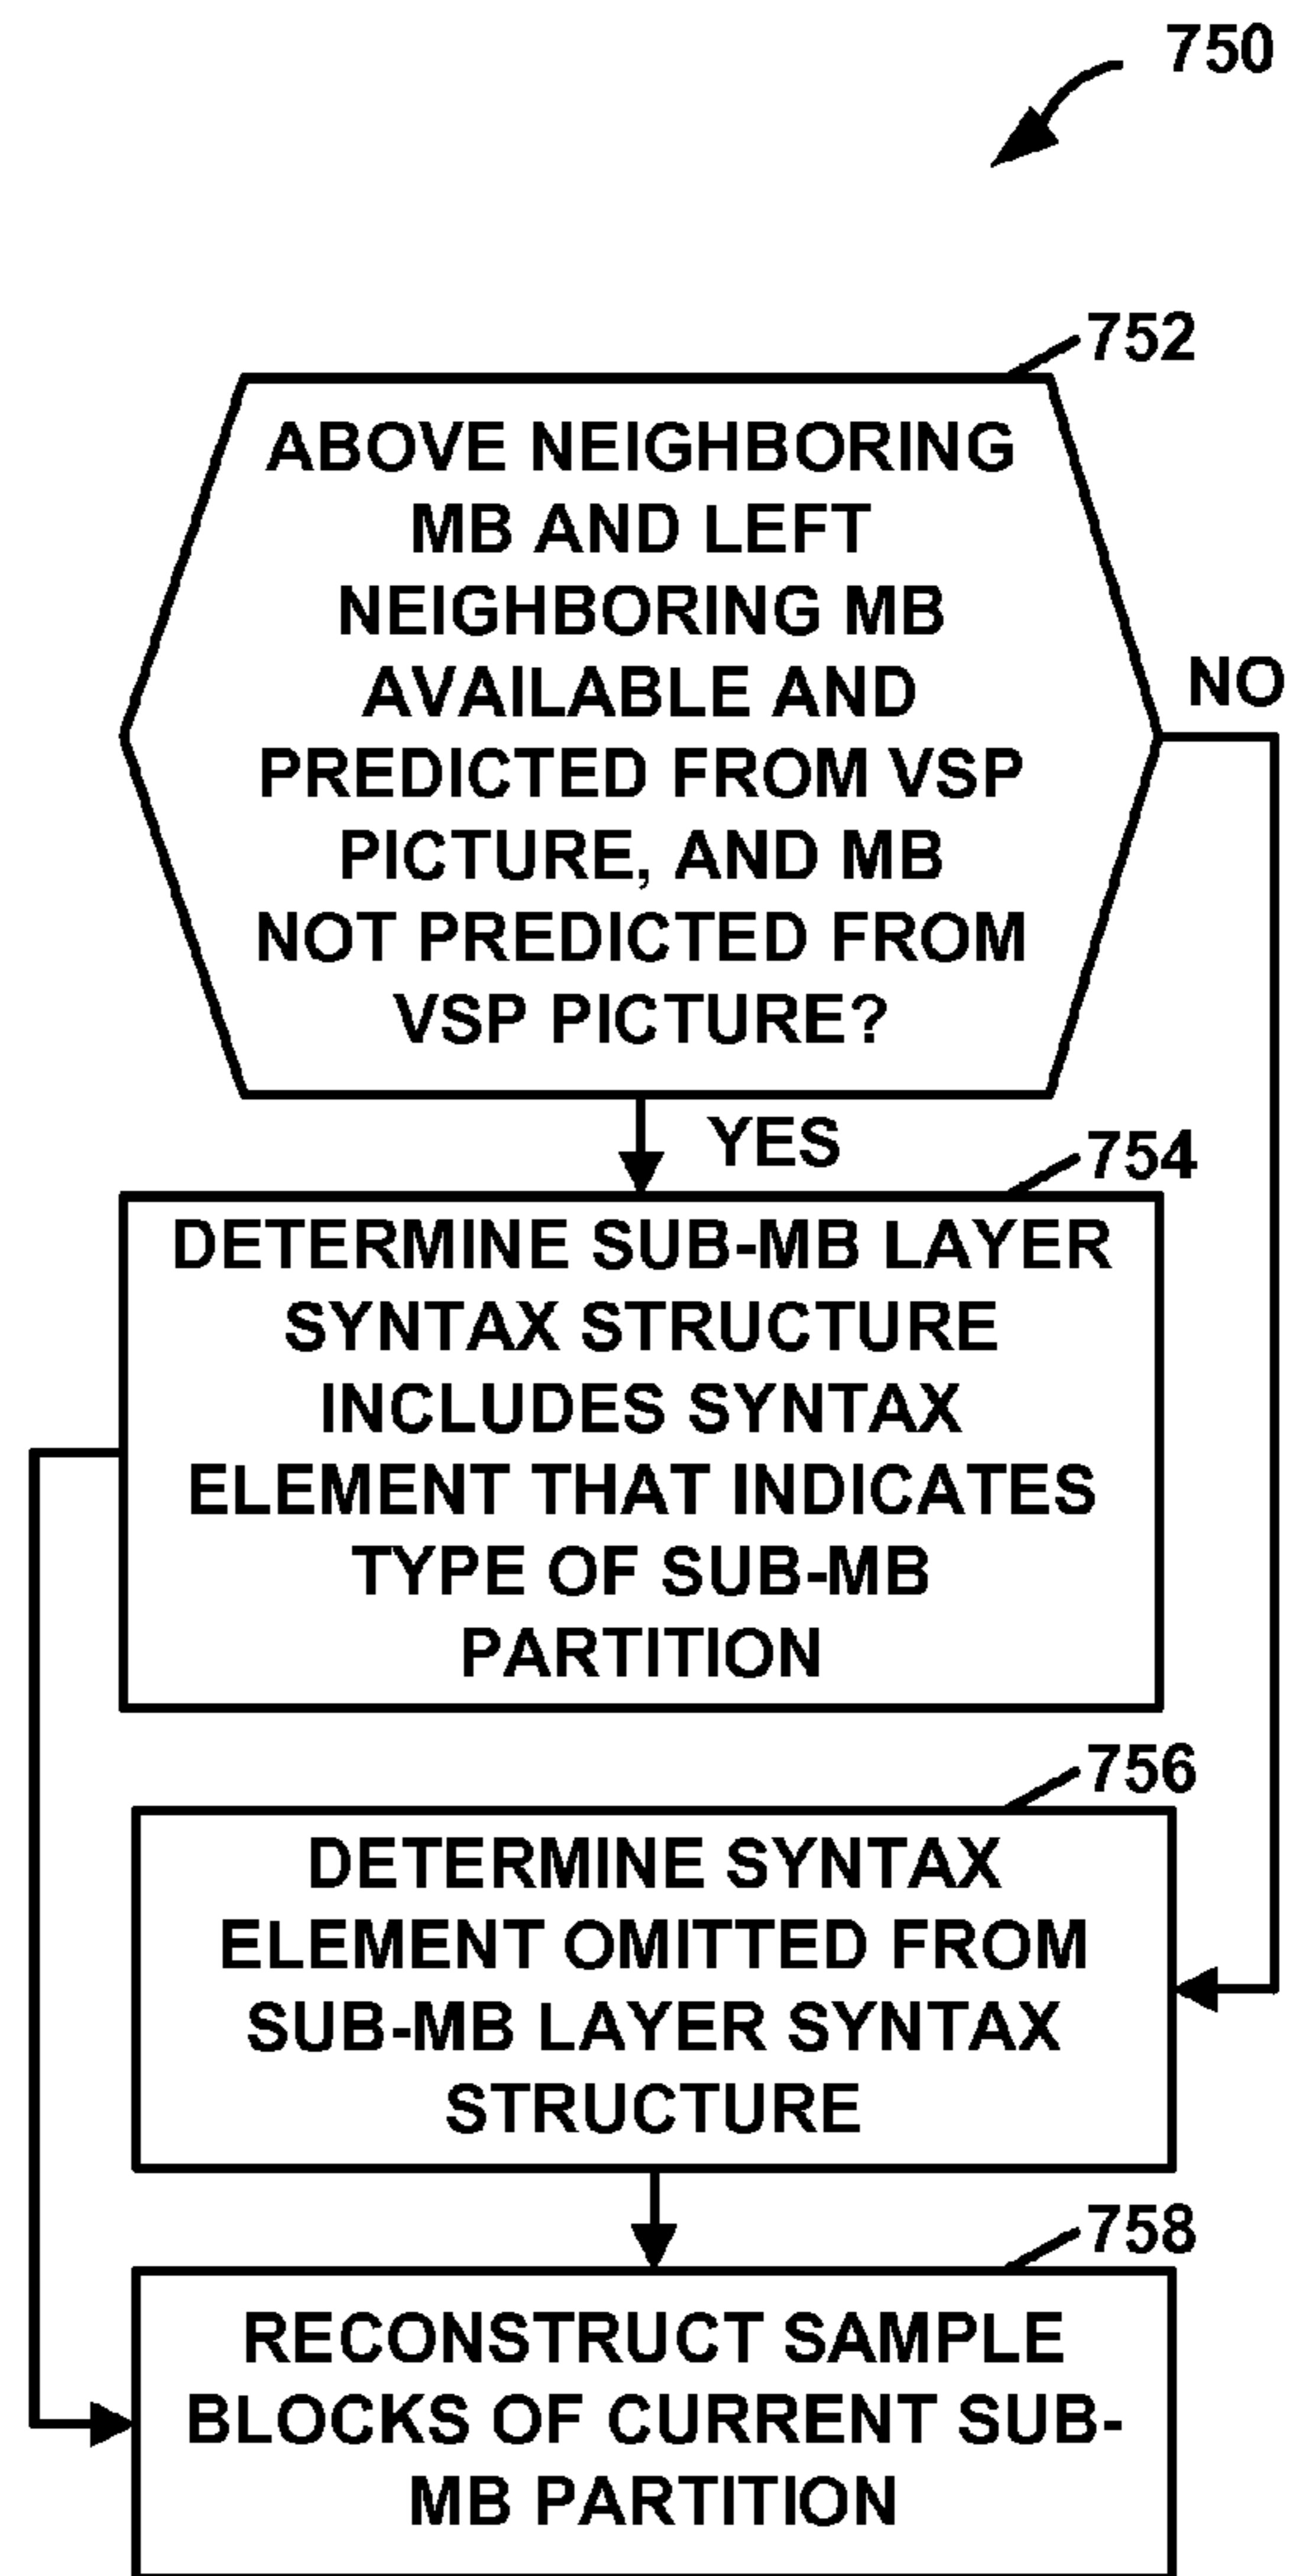 750
752
ABOVE NEIGHBORING
MB AND LEFT
NEIGHBORING MB
AVAILABLE AND
PREDICTED FROM VSP
PICTURE, AND MB
NOT PREDICTED FROM
VSP PICTURE?
NO
YES
754
DETERMINE SUB-MB LAYER
SYNTAX STRUCTURE
INCLUDES SYNTAX
ELEMENT THAT INDICATES
TYPE OF SUB-MB
PARTITION
756
DETERMINE SYNTAX
ELEMENT OMITTED FROM
SUB-MB LAYER SYNTAX
STRUCTURE
758
RECONSTRUCT SAMPLE
BLOCKS OF CURRENT SUB-
MB PARTITION